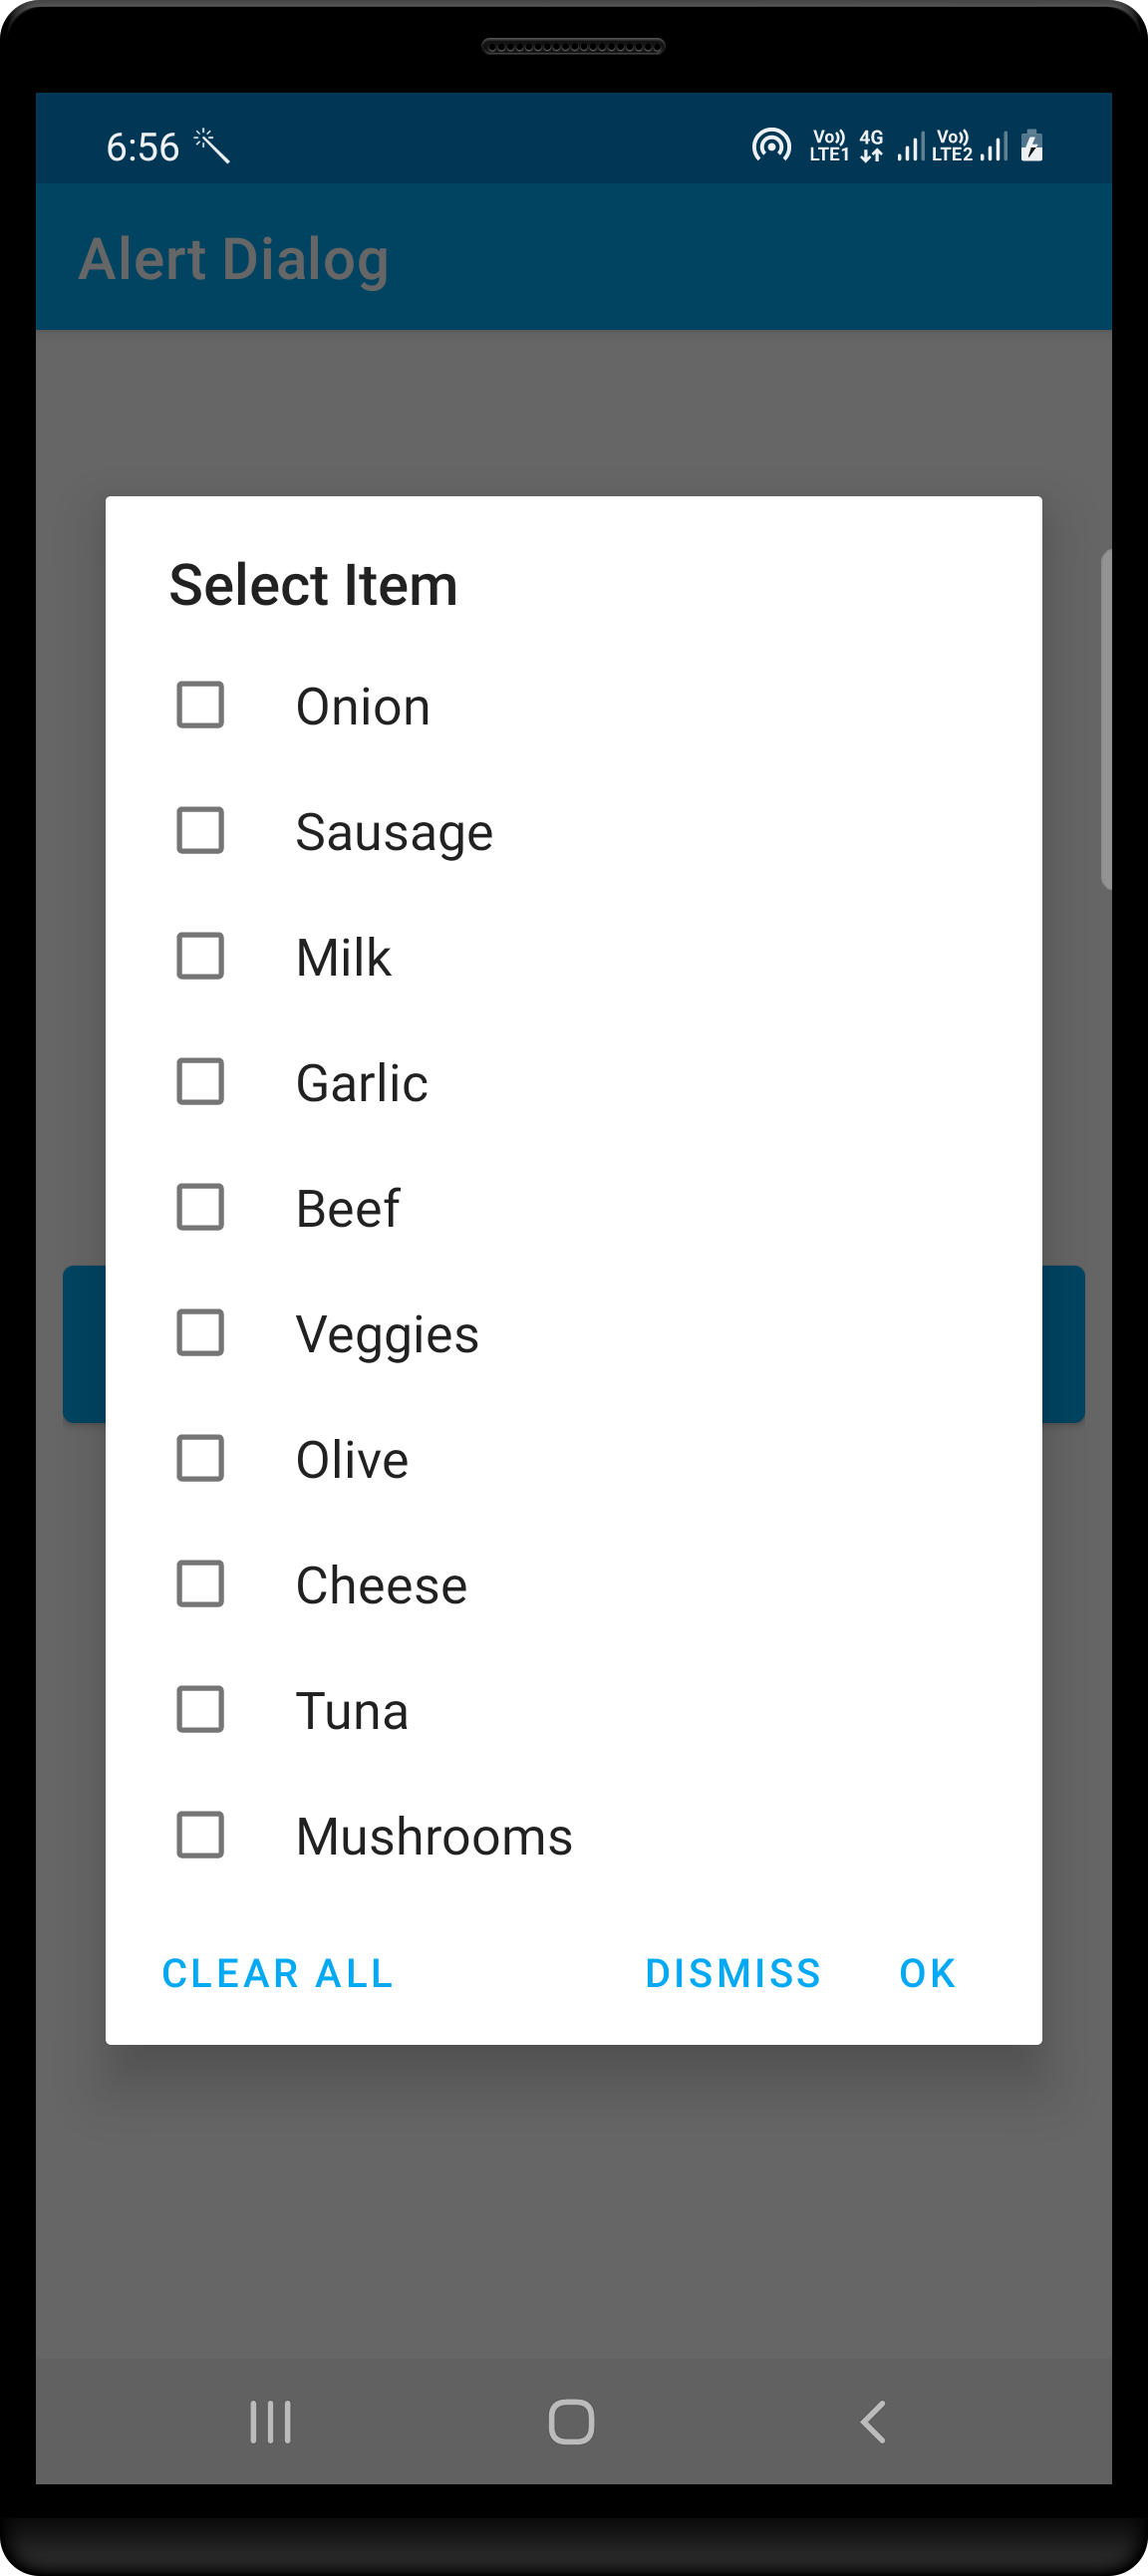 6:56 Vo)) LTE1 4G Vo)) LTE2
Alert Dialog
Select Item
Onion
Sausage
Milk
Garlic
Beef
Veggies
Olive
Cheese
Tuna
Mushrooms
CLEAR ALL DISMISS OK